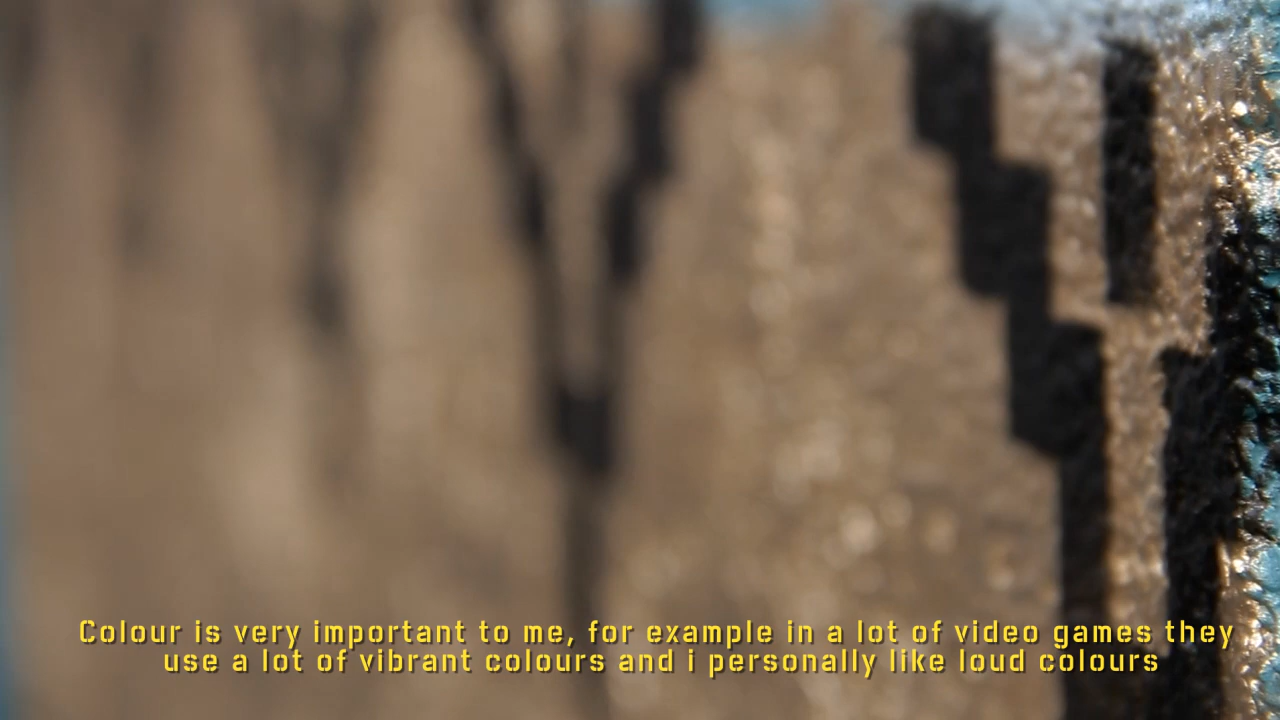 Colour is very important to me, for example in a lot of video games they
use a lot of vibrant colours and i personally like loud colours